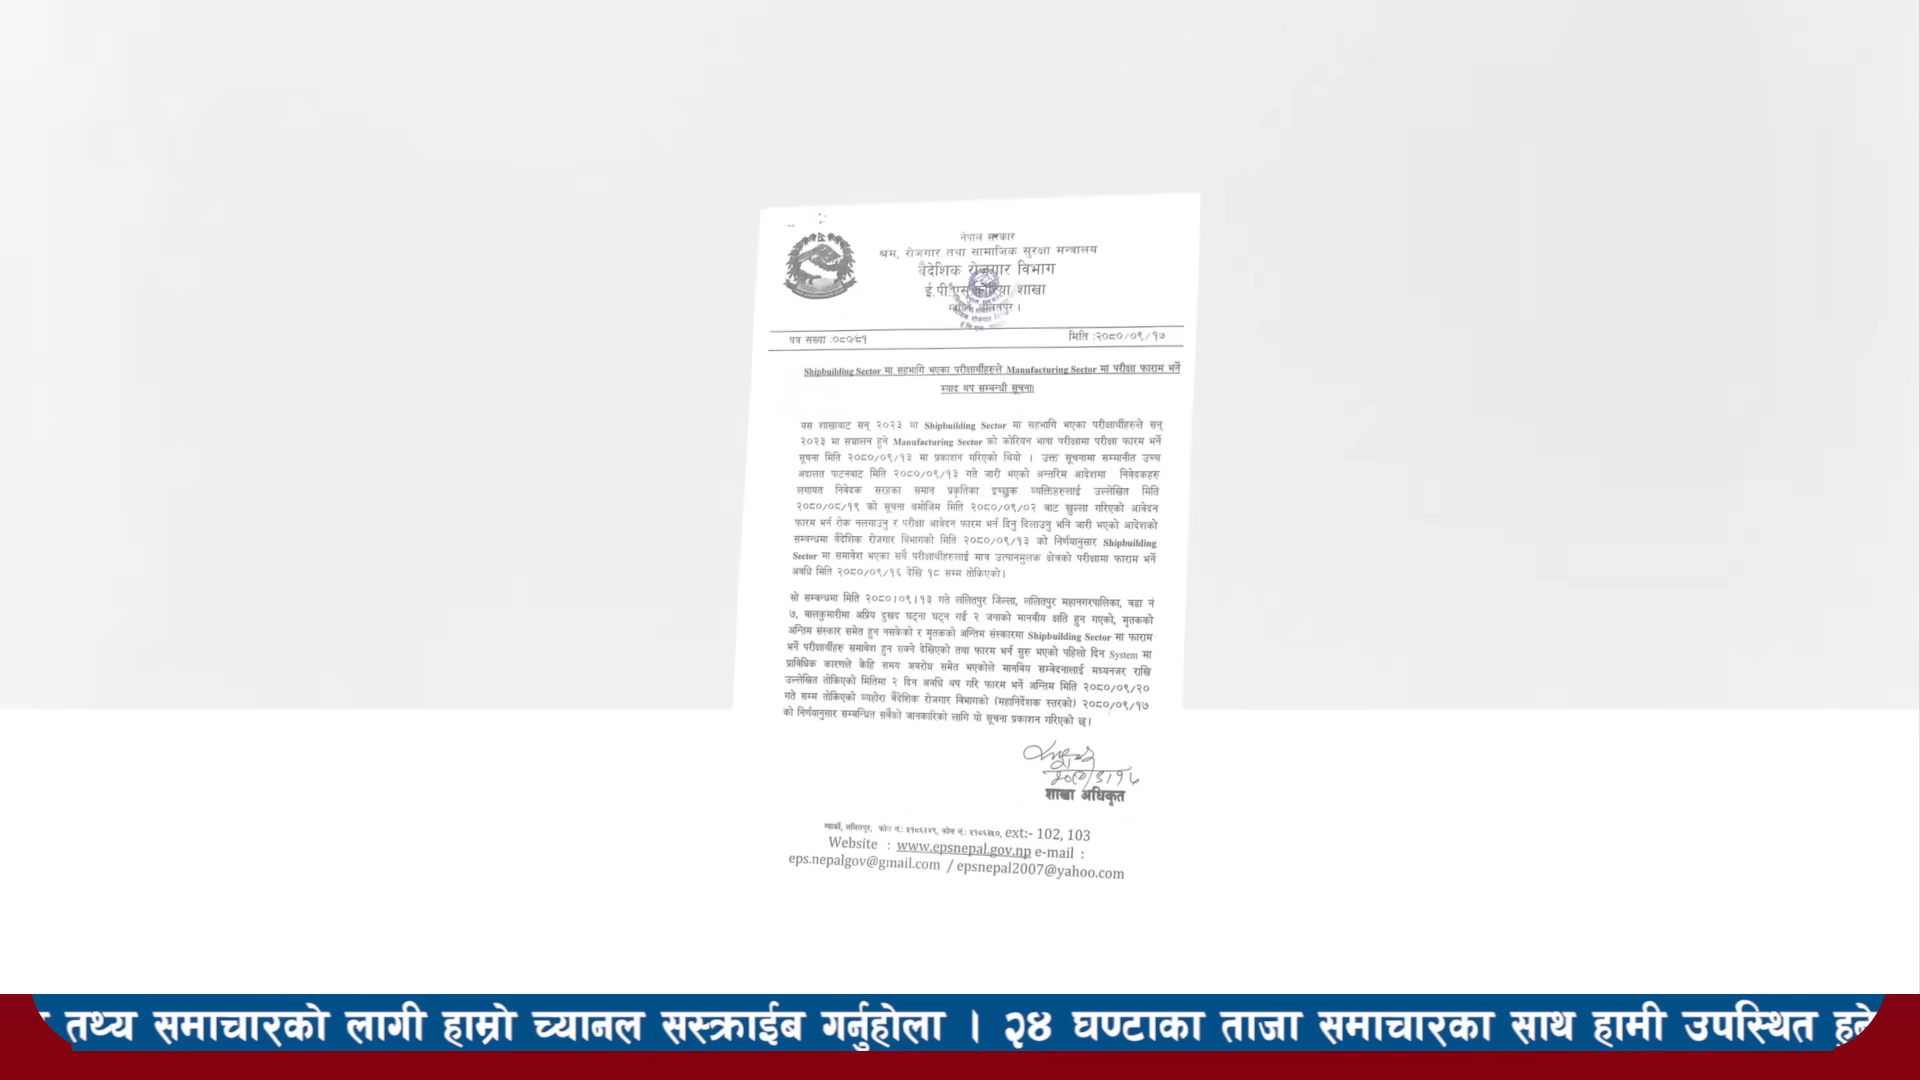 नेपाल सरकार
श्रम, रोजगार तथा सामाजिक सुरक्षा मन्त्रालय
वैदेशिक रोजगार विभाग
ई.पी.एस कोरिया शाखा
ललितपुर ।
पत्र संख्या :०८०/८१
मिति :२०८०/०९/१७
Shipbuilding Sector मा सहभागि भएका परीक्षार्थीहरुले Manufacturing Sector मा परीक्षा फाराम भर्ने
म्याद थप सम्बन्धी सूचना।
यस शाखाबाट सन् २०२३ मा Shipbuilding Sector मा सहभागि भएका परीक्षार्थीहरुले सन्
२०२३ मा सञ्चालन हुने Manufacturing Sector को कोरियन भाषा परीक्षामा परीक्षा फारम भर्ने
सूचना मिति २०८०/०९/१३ मा प्रकाशन गरिएको थियो । उक्त सूचनामा सम्मानीत उच्च
अदालत पाटनबाट मिति २०८०/०९/१३ गते जारी भएको अन्तरिम आदेशमा निवेदकहरु
लगायत निवेदक सरहका समान प्रकृतिका इच्छुक व्यक्तिहरुलाई उल्लेखित मिति
२०८०/०८/१९ को सूचना बमोजिम मिति २०८०/०९/०२ बाट खुल्ला गरिएको आवेदन
फारम भर्न रोक नलगाउनु र परीक्षा आवेदन फारम भर्न दिनु दिलाउनु भनि जारी भएको आदेशको
सम्बन्धमा वैदेशिक रोजगार विभागको मिति २०८०/०९/१३ को निर्णयानुसार Shipbuilding
Sector मा समावेश भएका सबै परीक्षार्थीहरुलाई मात्र उत्पादनमुलक क्षेत्रको परीक्षामा फाराम भर्ने
अवधि मिति २०८०/०९/१६ देखि १८ सम्म तोकिएको।
सो सम्बन्धमा मिति २०८०।०९।१३ गते ललितपुर जिल्ला, ललितपुर महानगरपालिका, वडा नं
७, बालकुमारीमा अप्रिय दुखद घट्ना घट्न गई २ जनाको मानवीय क्षति हुन गएको, मृतकको
अन्तिम संस्कार समेत हुन नसकेको र मृतकको अन्तिम संस्कारमा Shipbuilding Sector मा फाराम
भर्ने परीक्षार्थीहरु समावेश हुन सक्ने देखिएको तथा फारम भर्न सुरु भएको पहिलो दिन System मा
प्राविधिक कारणले केहि समय अवरोध समेत भएकोले मानविय सम्वेदनालाई मध्यनजर राखि
उल्लेखित तोकिएको मितिमा २ दिन अवधि थप गरि फारम भर्ने अन्तिम मिति २०८०/०९/२०
गते सम्म तोकिएको व्यहोरा वैदेशिक रोजगार विभागको (महानिर्देशक स्तरको) २०८०/०९/१७
को निर्णयानुसार सम्बन्धित सबैको जानकारिको लागि यो सूचना प्रकाशन गरिएको छ।
शाखा अधिकृत
ग्वार्को, ललितपुर, फोन नं.: फोन नं.: ext:- 102, 103
Website : www.epsnepal.gov.np e-mail :
eps.nepalgov@gmail.com / epsnepal2007@yahoo.com
तथ्य समाचारको लागी हाम्रो च्यानल सस्क्राईब गर्नुहोला । २४ घण्टाका ताजा समाचारका साथ हामी उपस्थित